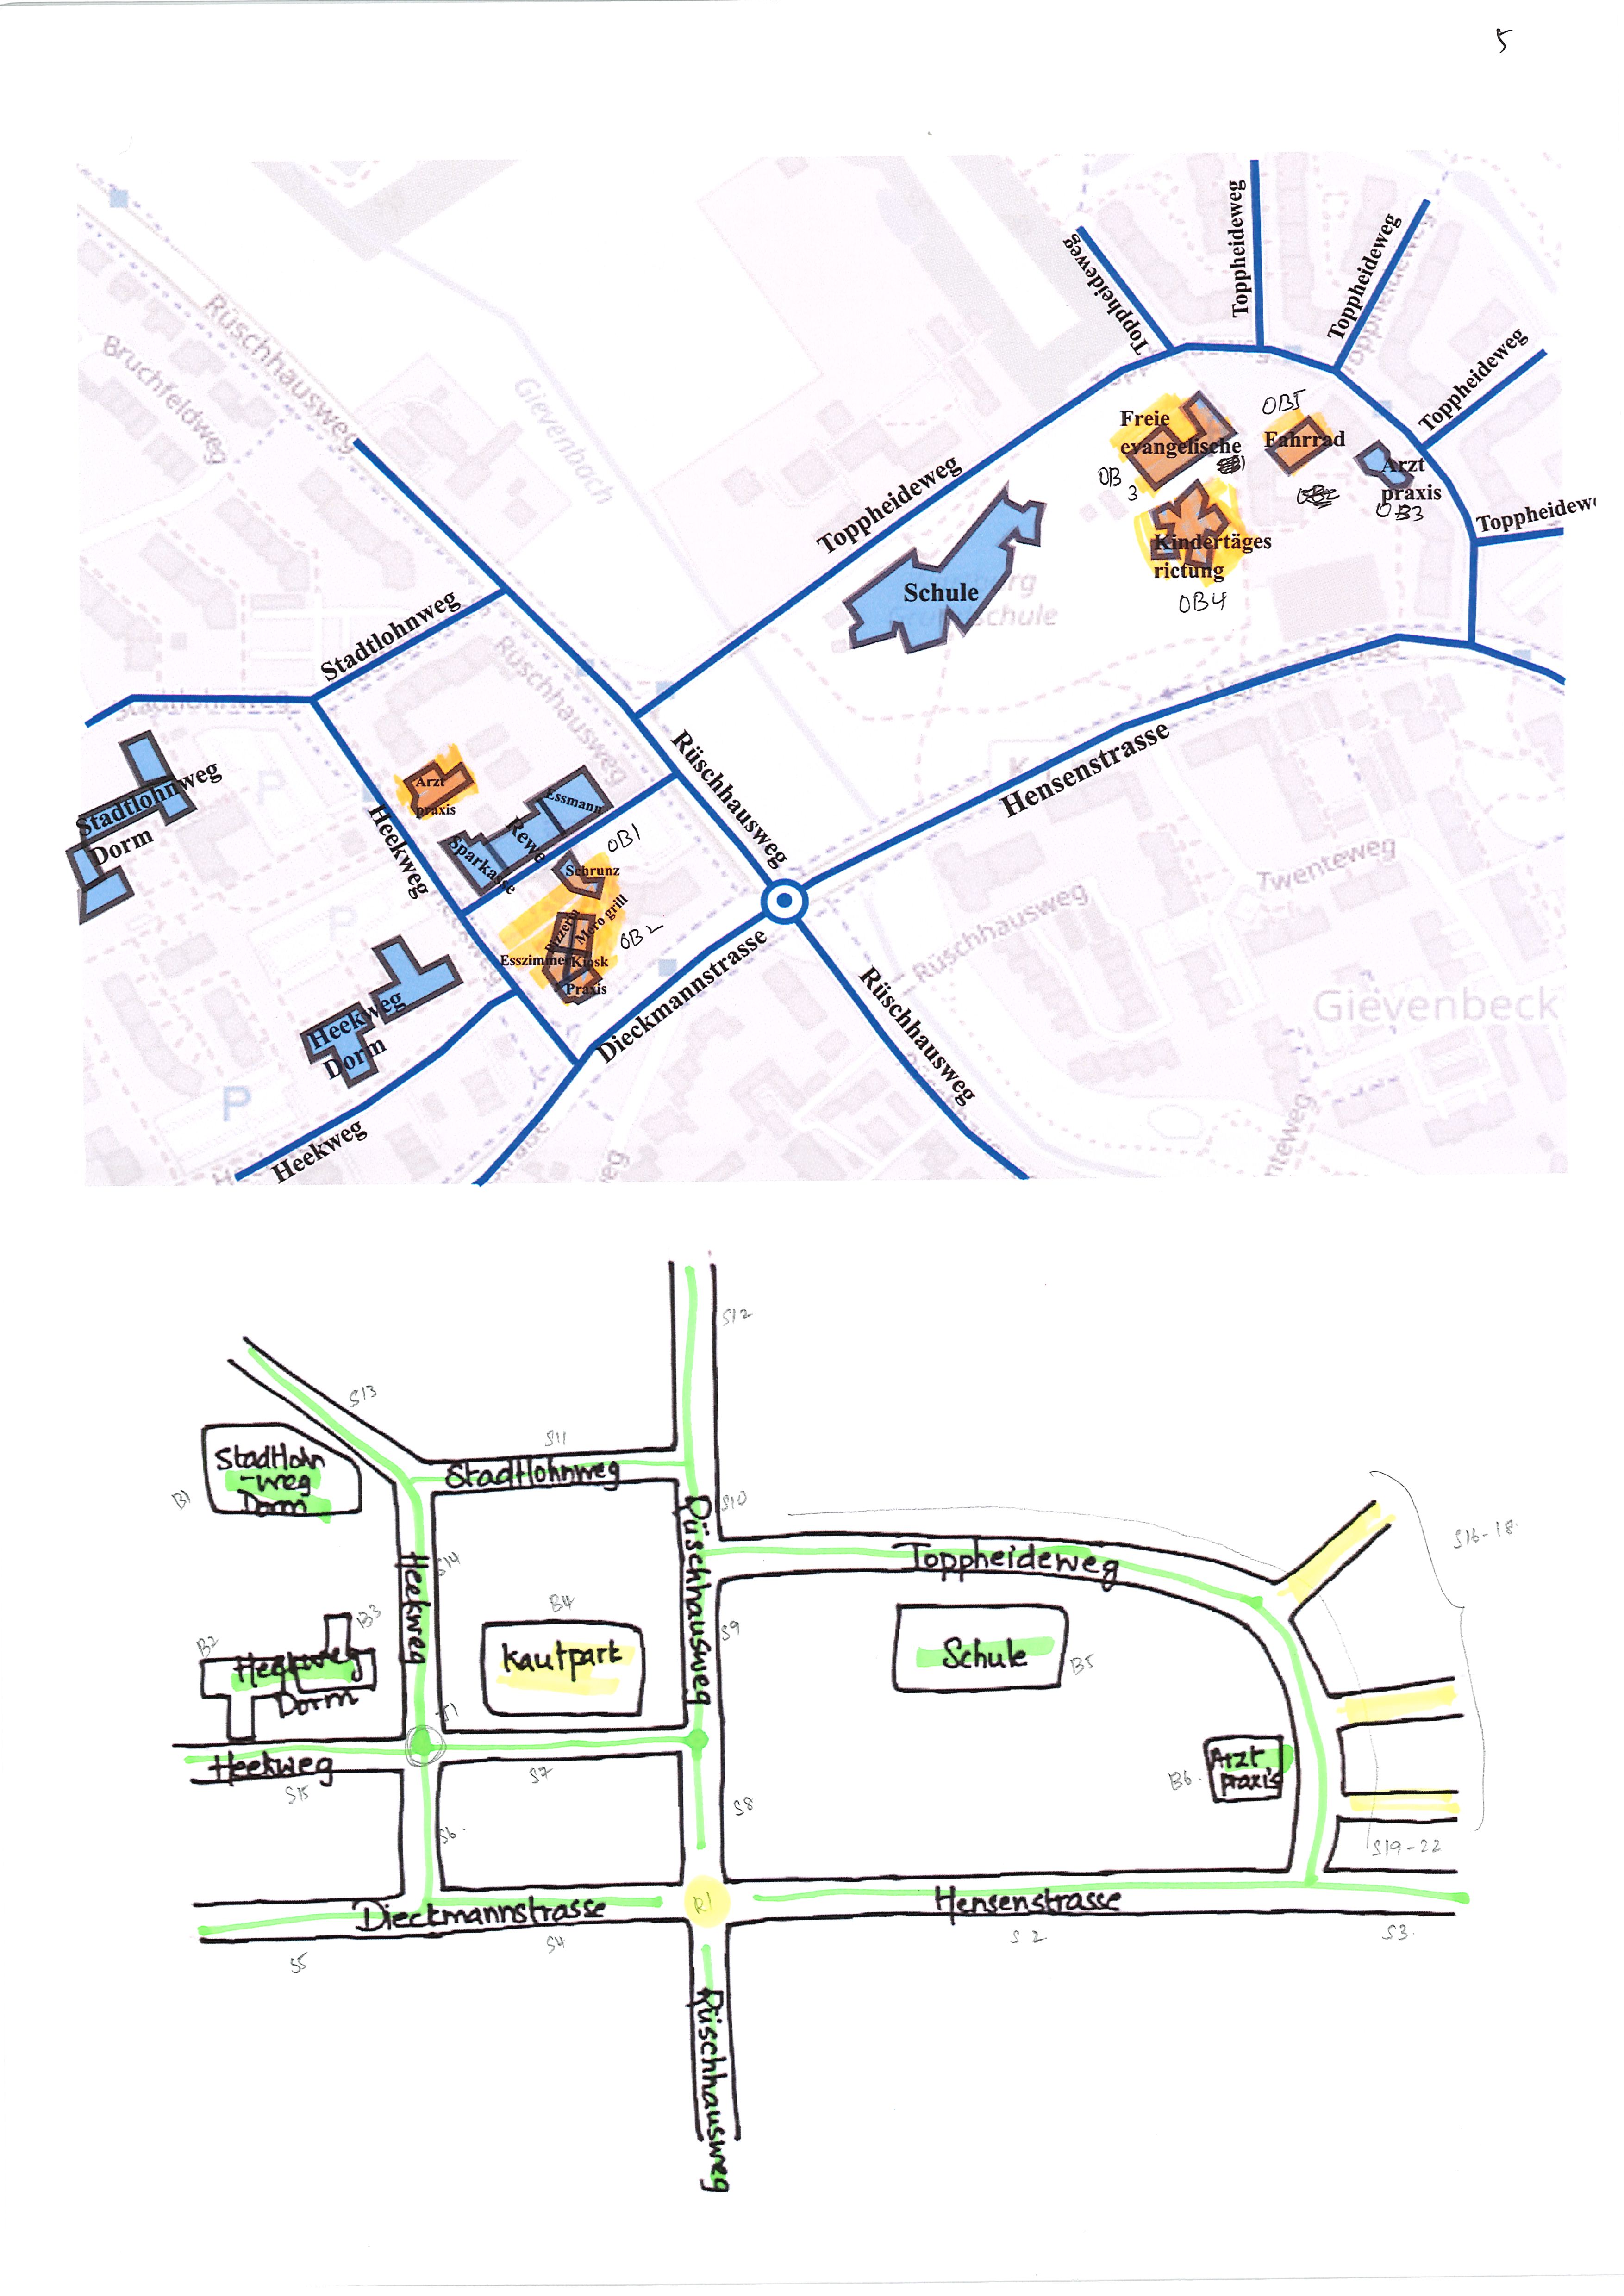 5
Toppheideweg
Toppheideweg
Toppheideweg
Toppheideweg
Toppheidew
Rüschhausweg
Bruchfeldweg
Gievenbach
Freie
evangelische
OB
3
OB5
Fahrrad
Arzt
praxis
OB3
Kindertäges
rictung
OB4
Toppheideweg
Schule
Stadtlohnweg
Rüschhausweg
Rüschhausweg
Stadtlohnweg
Dorm
P
Arzt
praxis
Essmann
Rewe
Sparkasse
OB1
Schrunz
Heekweg
Pizzeria
Mero grill
OB2
Esszimmer
Kiosk
Praxis
Hensenstrasse
Twenteweg
Rüschhausweg
Gievenbeck
P
Heekweg
Dorm
Dieckmannstrasse
Rüschhausweg
P
Heekweg
S12
S13
S11
Stadtlohn
-weg
Dorm
B1
Stadtlohnweg
S10
Rüschhausweg
Toppheideweg
S16-18
Heekweg
S14
B4
Kautpart
S9
Schule
B5
B2
B3
Heekweg
Dorm
J1
Heekweg
S15
S7
S8
Arzt
praxis
B6
S6
S19-22
Dieckmannstrasse
R1
Hensenstrasse
S5
S4
S2
S3
Rüschhausweg